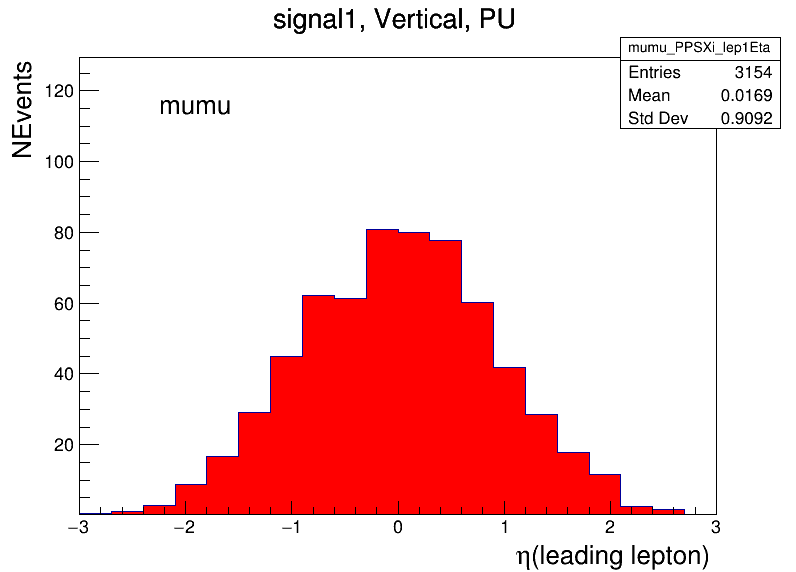 signal1, Vertical, PU
mumu_PPSXi_lep1Eta
Entries 3154
Mean 0.0169
Std Dev 0.9092
NEvents
mumu
120
100
80
60
40
20
−3 −2 −1 0 1 2 3
η(leading lepton)